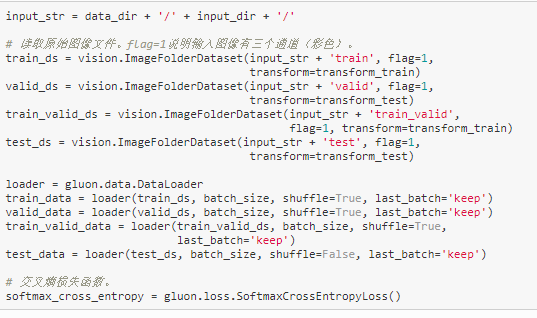 input_str = data_dir + '/' + input_dir + '/'
# 读取原始图像文件。flag=1说明输入图像有三个通道（彩色）。
train_ds = vision.ImageFolderDataset(input_str + 'train', flag=1,
transform=transform_train)
valid_ds = vision.ImageFolderDataset(input_str + 'valid', flag=1,
transform=transform_test)
train_valid_ds = vision.ImageFolderDataset(input_str + 'train_valid',
flag=1, transform=transform_train)
test_ds = vision.ImageFolderDataset(input_str + 'test', flag=1,
transform=transform_test)
loader = gluon.data.DataLoader
train_data = loader(train_ds, batch_size, shuffle=True, last_batch='keep')
valid_data = loader(valid_ds, batch_size, shuffle=True, last_batch='keep')
train_valid_data = loader(train_valid_ds, batch_size, shuffle=True,
last_batch='keep')
test_data = loader(test_ds, batch_size, shuffle=False, last_batch='keep')
# 交叉熵损失函数。
softmax_cross_entropy = gluon.loss.SoftmaxCrossEntropyLoss()